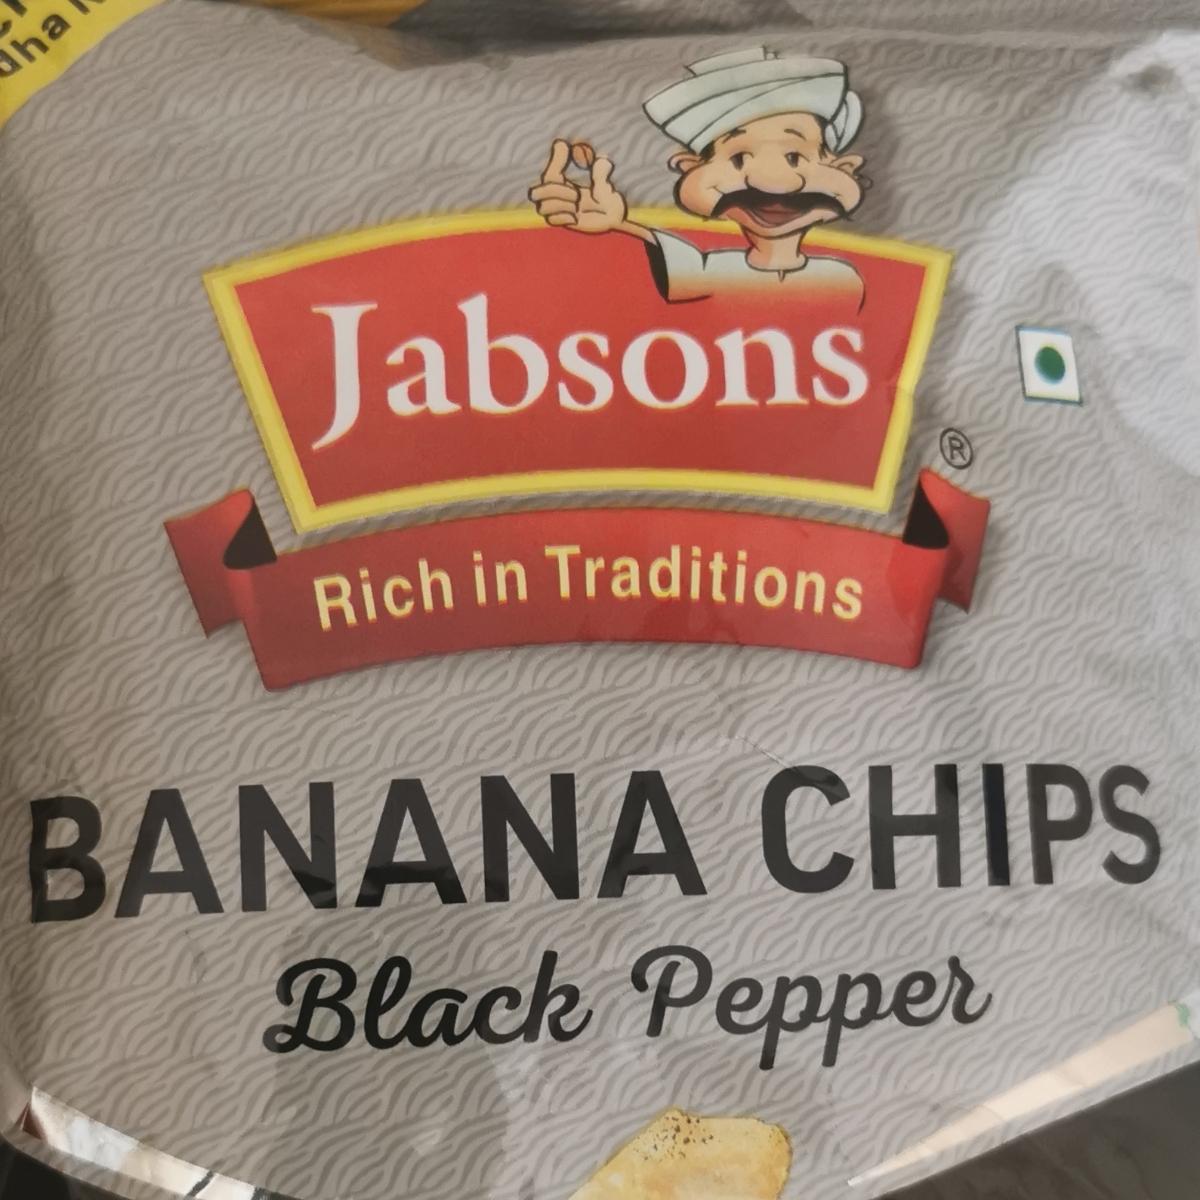 Jabsons
®
Rich in Traditions
BANANA CHIPS
Black Pepper